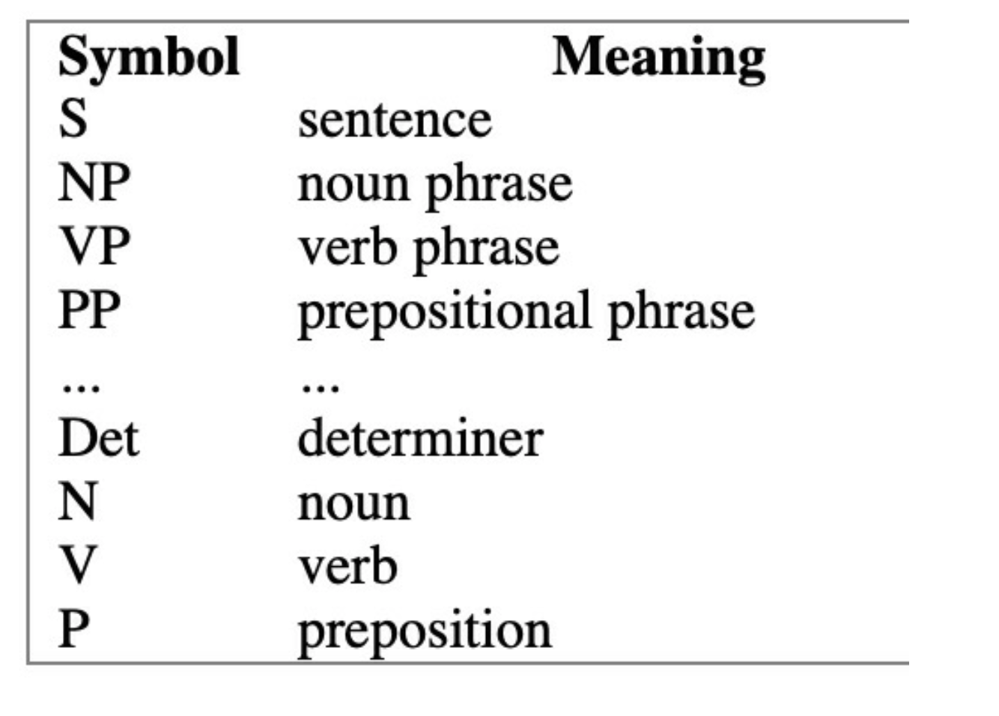 Symbol Meaning
S sentence
NP noun phrase
VP verb phrase
PP prepositional phrase
... ...
Det determiner
N noun
V verb
P preposition